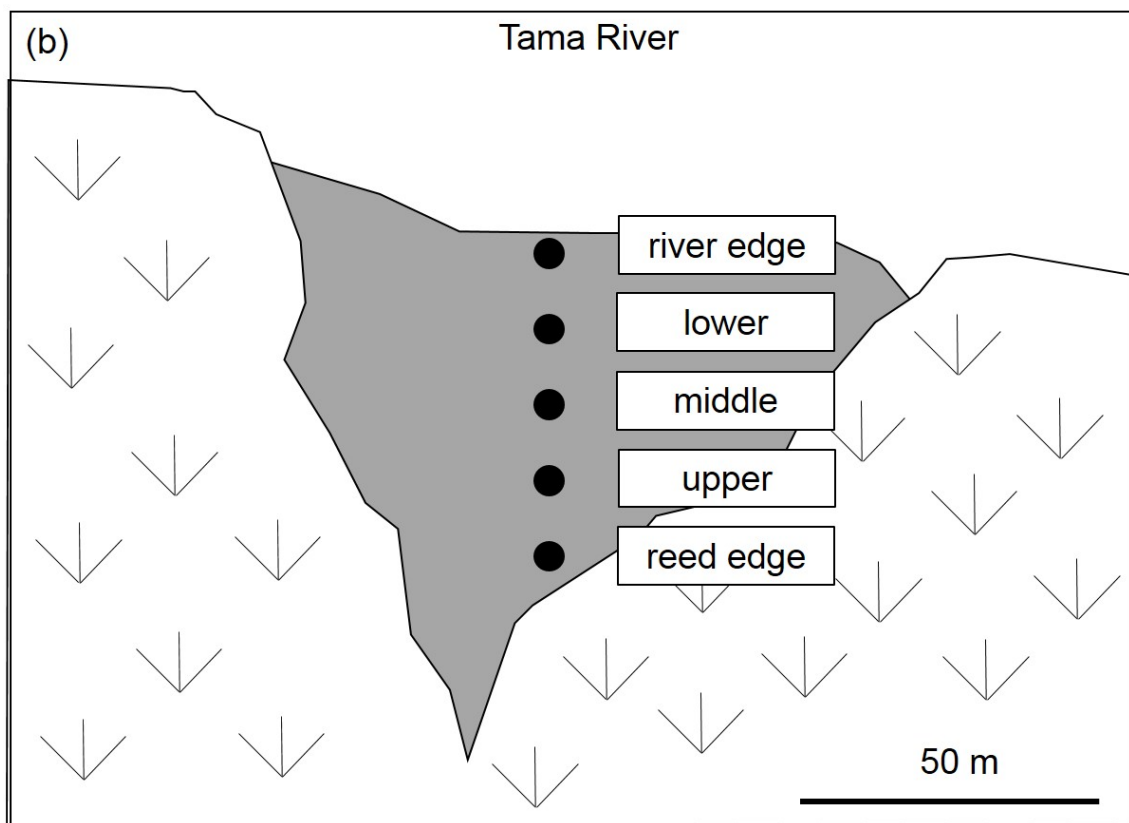 (b)
Tama River
river edge
lower
middle
upper
reed edge
50 m